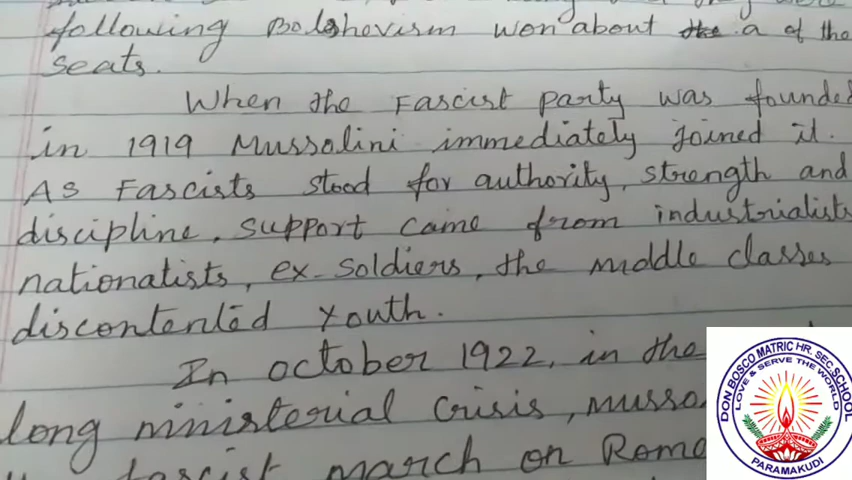 following Bolshevism won about the a of the
seats.
When the Fascist party was founded
in 1919 Mussolini immediately joined it.
As Fascists stood for authority, strength and
discipline, support came from industrialists
nationatists, ex-soldiers, the middle classes
discontented Youth.
In october 1922, in the
long ministerial crisis, musso
fascist march on Rome
DON BOSCO MATRIC HR. SEC. SCHOOL
LOVE & SERVE THE WORLD
PARAMAKUDI